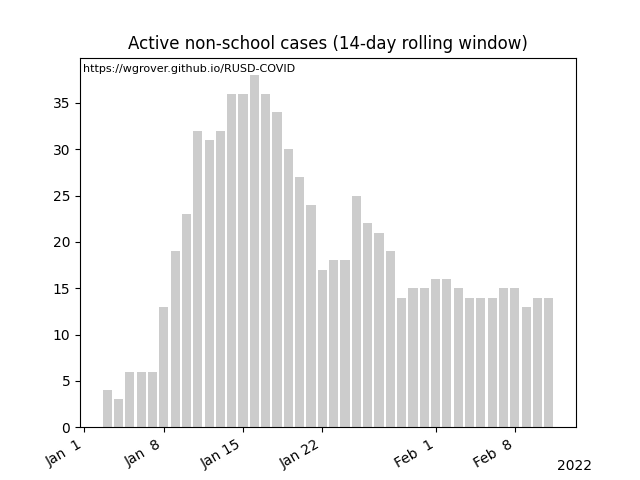 Active non-school cases (14-day rolling window)
https://wgrover.github.io/RUSD-COVID
35
30
25
20
15
10
5
0
Jan 1
Jan 8
Jan 15
Jan 22
Feb 1
Feb 8
2022